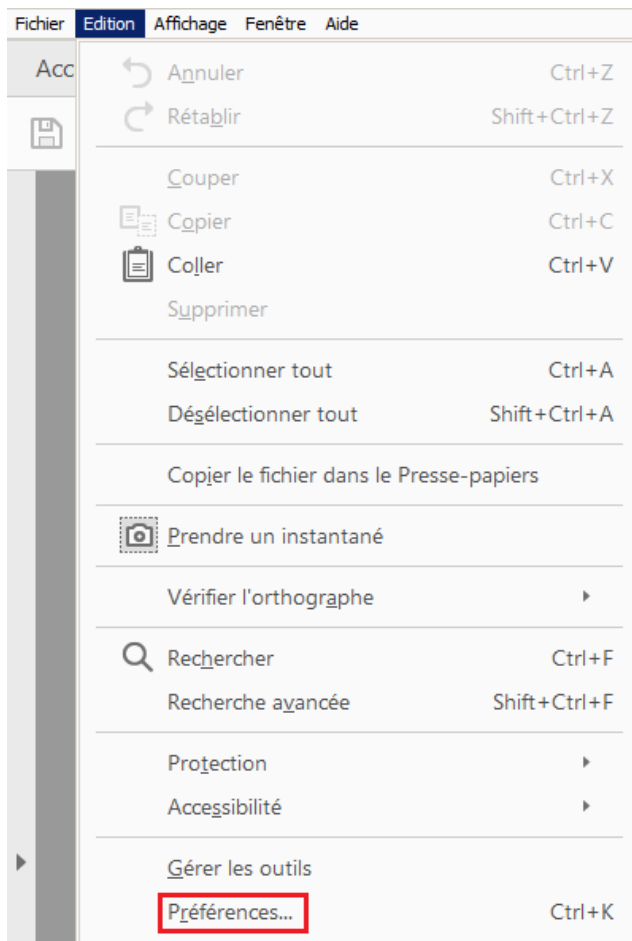 Fichier Edition Affichage Fenêtre Aide
Acc
Annuler Ctrl+Z
Rétablir Shift+Ctrl+Z
Couper Ctrl+X
Copier Ctrl+C
Coller Ctrl+V
Supprimer
Sélectionner tout Ctrl+A
Désélectionner tout Shift+Ctrl+A
Copier le fichier dans le Presse-papiers
Prendre un instantané
Vérifier l'orthographe
Rechercher Ctrl+F
Recherche avancée Shift+Ctrl+F
Protection
Accessibilité
Gérer les outils
Préférences... Ctrl+K